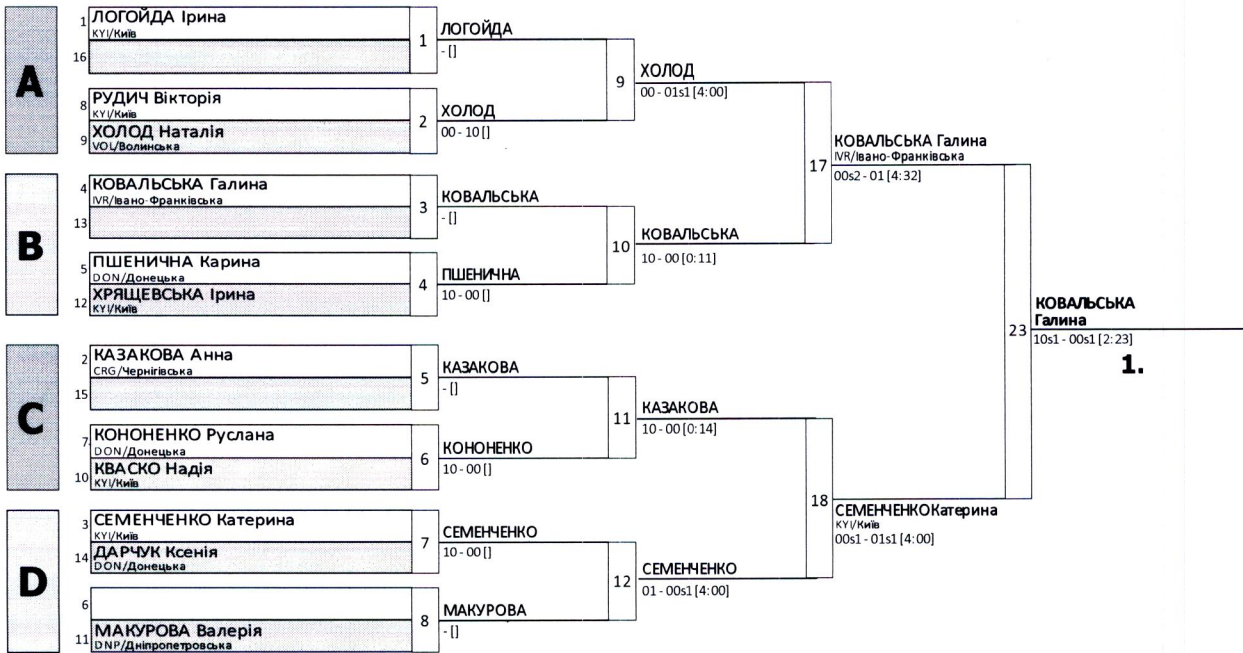 A
1 ЛОГОЙДА Ірина
KYI/Київ
16
1
8 РУДИЧ Вікторія
KYI/Київ
9 ХОЛОД Наталія
VOL/Волинська
2
B
4 КОВАЛЬСЬКА Галина
IVR/Івано-Франківська
13
3
5 ПШЕНИЧНА Карина
DON/Донецька
12 ХРЯЩЕВСЬКА Ірина
KYI/Київ
4
C
2 КАЗАКОВА Анна
CRG/Чернігівська
15
5
7 КОНОНЕНКО Руслана
DON/Донецька
10 КВАСКО Надія
KYI/Київ
6
D
3 СЕМЕНЧЕНКО Катерина
KYI/Київ
14 ДАРЧУК Ксенія
DON/Донецька
7
6
11 МАКУРОВА Валерія
DNP/Дніпропетровська
8
ЛОГОЙДА
- []
ХОЛОД
00 - 10 []
9
КОВАЛЬСЬКА
- []
ПШЕНИЧНА
10 - 00 []
10
КАЗАКОВА
- []
КОНОНЕНКО
10 - 00 []
11
СЕМЕНЧЕНКО
10 - 00 []
МАКУРОВА
- []
12
ХОЛОД
00 - 01s1 [4:00]
КОВАЛЬСЬКА
10 - 00 [0:11]
17
КАЗАКОВА
10 - 00 [0:14]
СЕМЕНЧЕНКО
01 - 00s1 [4:00]
18
КОВАЛЬСЬКА Галина
IVR/Івано-Франківська
00s2 - 01 [4:32]
СЕМЕНЧЕНКО Катерина
KYI/Київ
00s1 - 01s1 [4:00]
23
КОВАЛЬСЬКА
Галина
10s1 - 00s1 [2:23]
1.